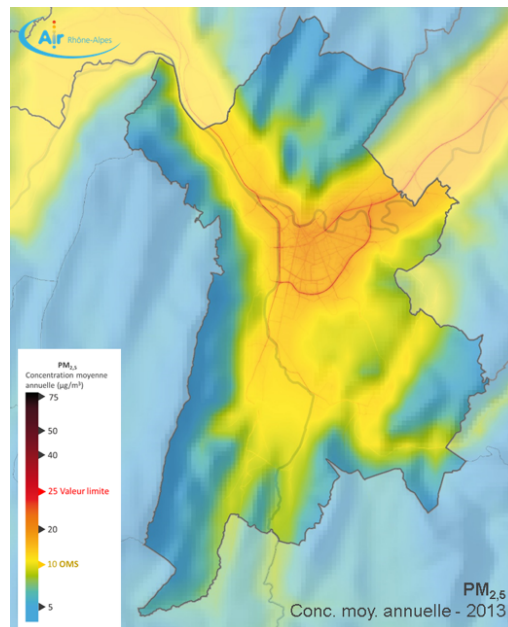 Air Rhône-Alpes
PM2,5
Concentration moyenne
annuelle (µg/m³)
75
50
40
25 Valeur limite
20
10 OMS
5
PM2,5
Conc. moy. annuelle - 2013